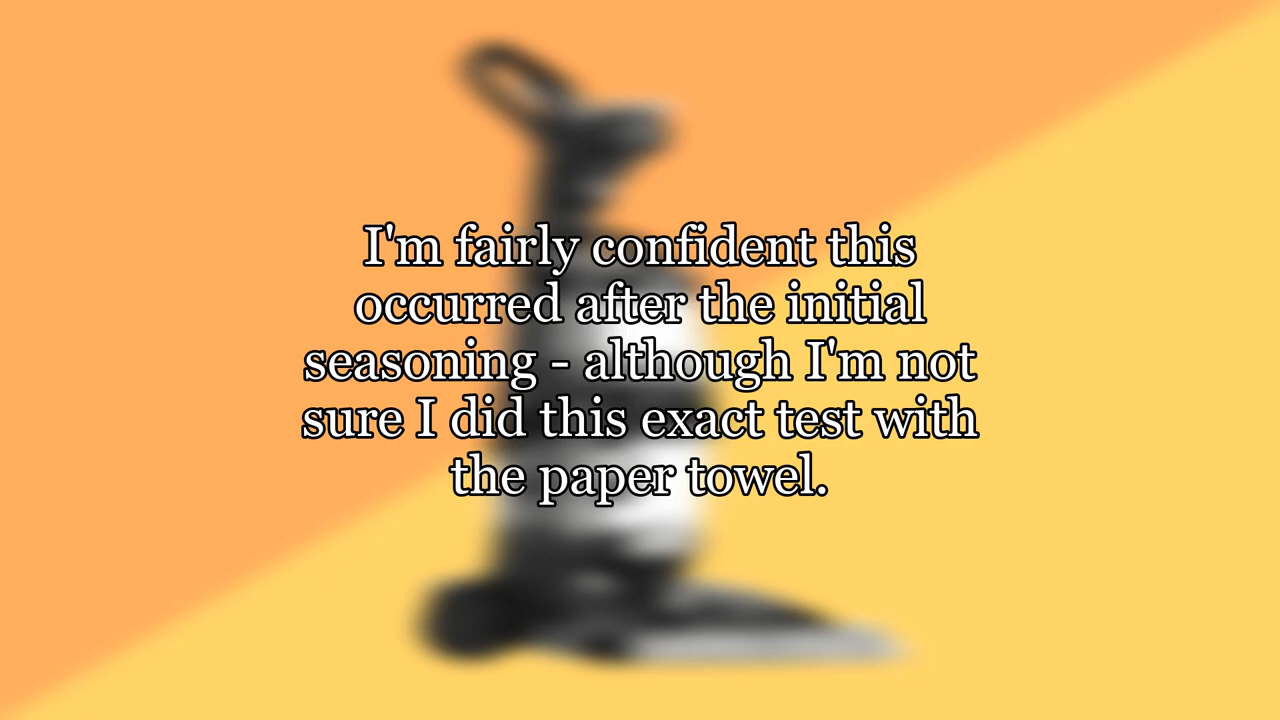 I'm fairly confident this
occurred after the initial
seasoning - although I'm not
sure I did this exact test with
the paper towel.